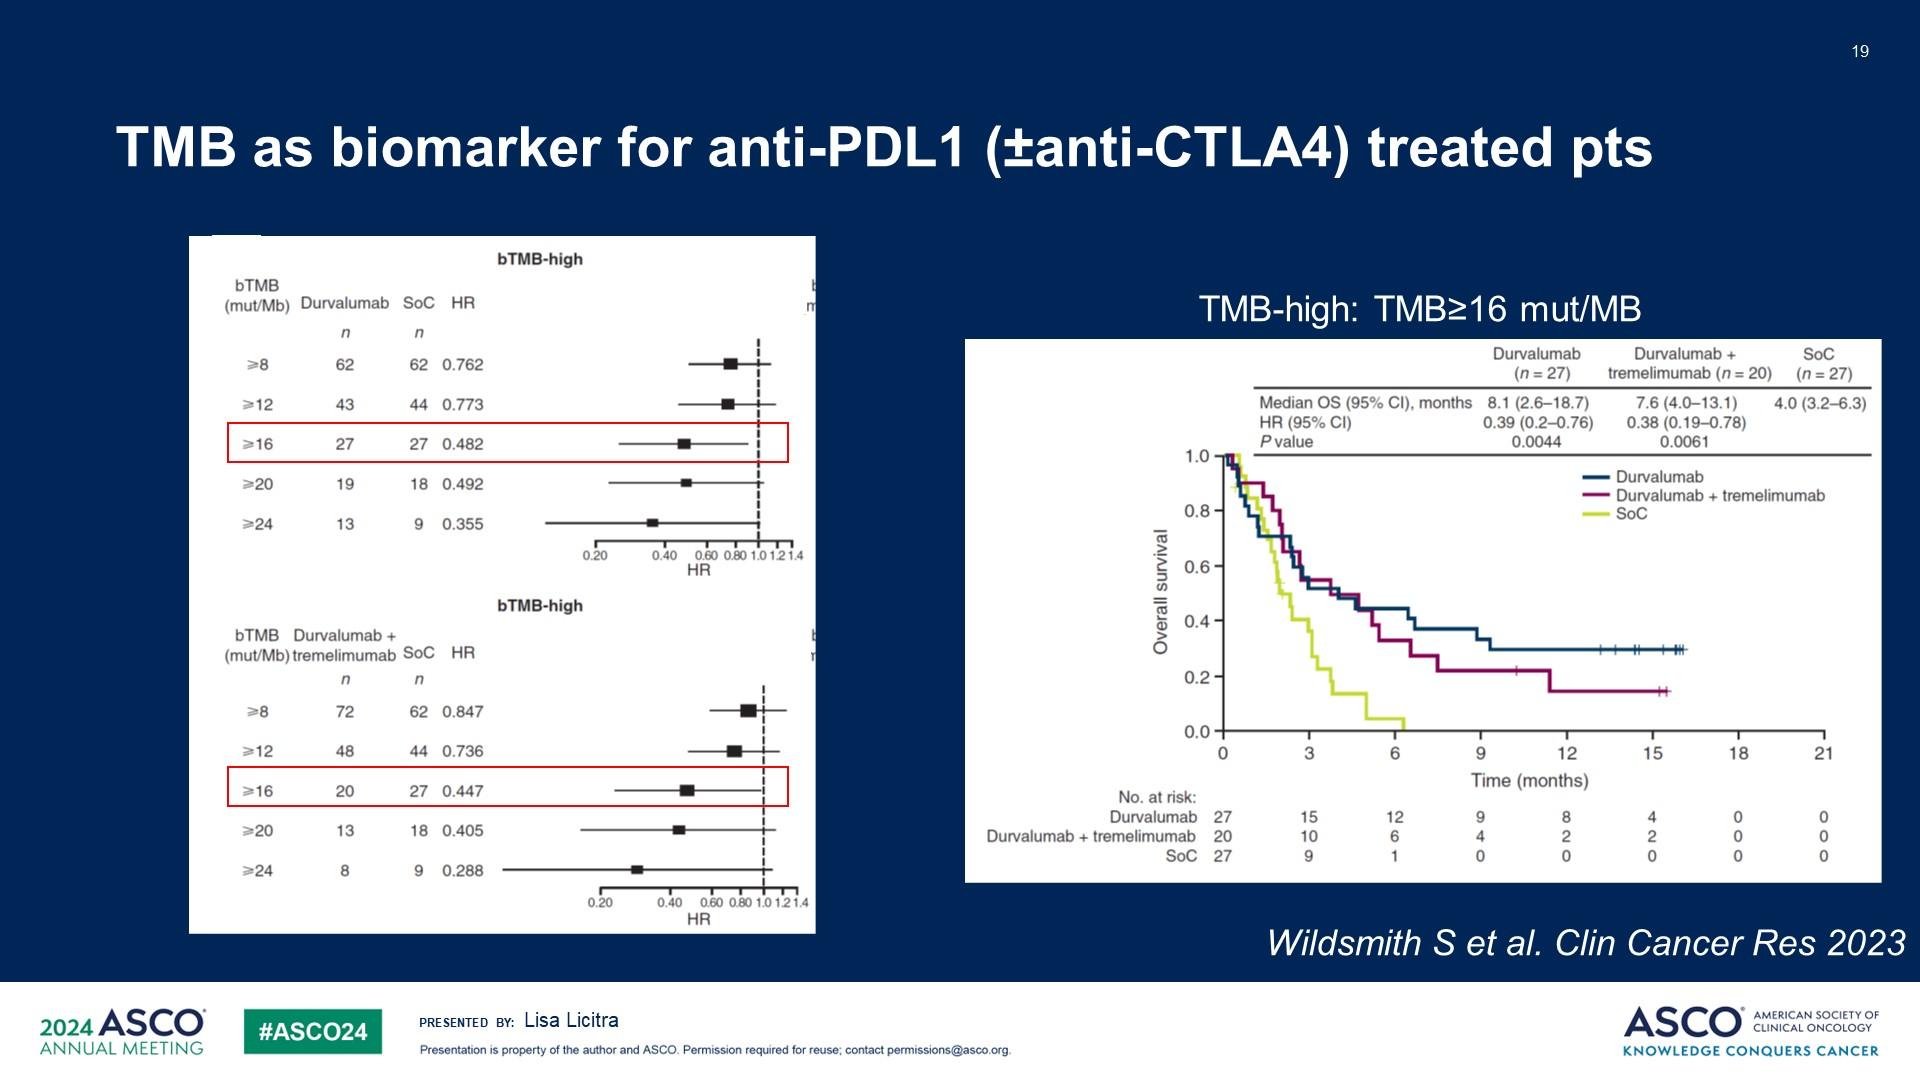 19
TMB as biomarker for anti-PDL1 (±anti-CTLA4) treated pts
bTMB-high
bTMB
(mut/Mb) Durvalumab SoC HR
n n
⩾8 62 62 0.762
⩾12 43 44 0.773
⩾16 27 27 0.482
⩾20 19 18 0.492
⩾24 13 9 0.355
0.20 0.40 0.60 0.80 1.0 1.2 1.4
HR
bTMB-high
bTMB Durvalumab +
(mut/Mb) tremelimumab SoC HR
n n
⩾8 72 62 0.847
⩾12 48 44 0.736
⩾16 20 27 0.447
⩾20 13 18 0.405
⩾24 8 9 0.288
0.20 0.40 0.60 0.80 1.0 1.2 1.4
HR
TMB-high: TMB≥16 mut/MB
Durvalumab Durvalumab + SoC
(n = 27) tremelimumab (n = 20) (n = 27)
Median OS (95% CI), months 8.1 (2.6–18.7) 7.6 (4.0–13.1) 4.0 (3.2–6.3)
HR (95% CI) 0.39 (0.2–0.76) 0.38 (0.19–0.78)
P value 0.0044 0.0061
1.0
0.8
0.6
0.4
0.2
0.0
Overall survival
Durvalumab
Durvalumab + tremelimumab
SoC
0 3 6 9 12 15 18 21
Time (months)
No. at risk:
Durvalumab 27 15 12 9 8 4 0 0
Durvalumab + tremelimumab 20 10 6 4 2 2 0 0
SoC 27 9 1 0 0 0 0 0
Wildsmith S et al. Clin Cancer Res 2023
2024 ASCO
ANNUAL MEETING
#ASCO24
PRESENTED BY: Lisa Licitra
Presentation is property of the author and ASCO. Permission required for reuse; contact permissions@asco.org.
ASCO AMERICAN SOCIETY OF
CLINICAL ONCOLOGY
KNOWLEDGE CONQUERS CANCER